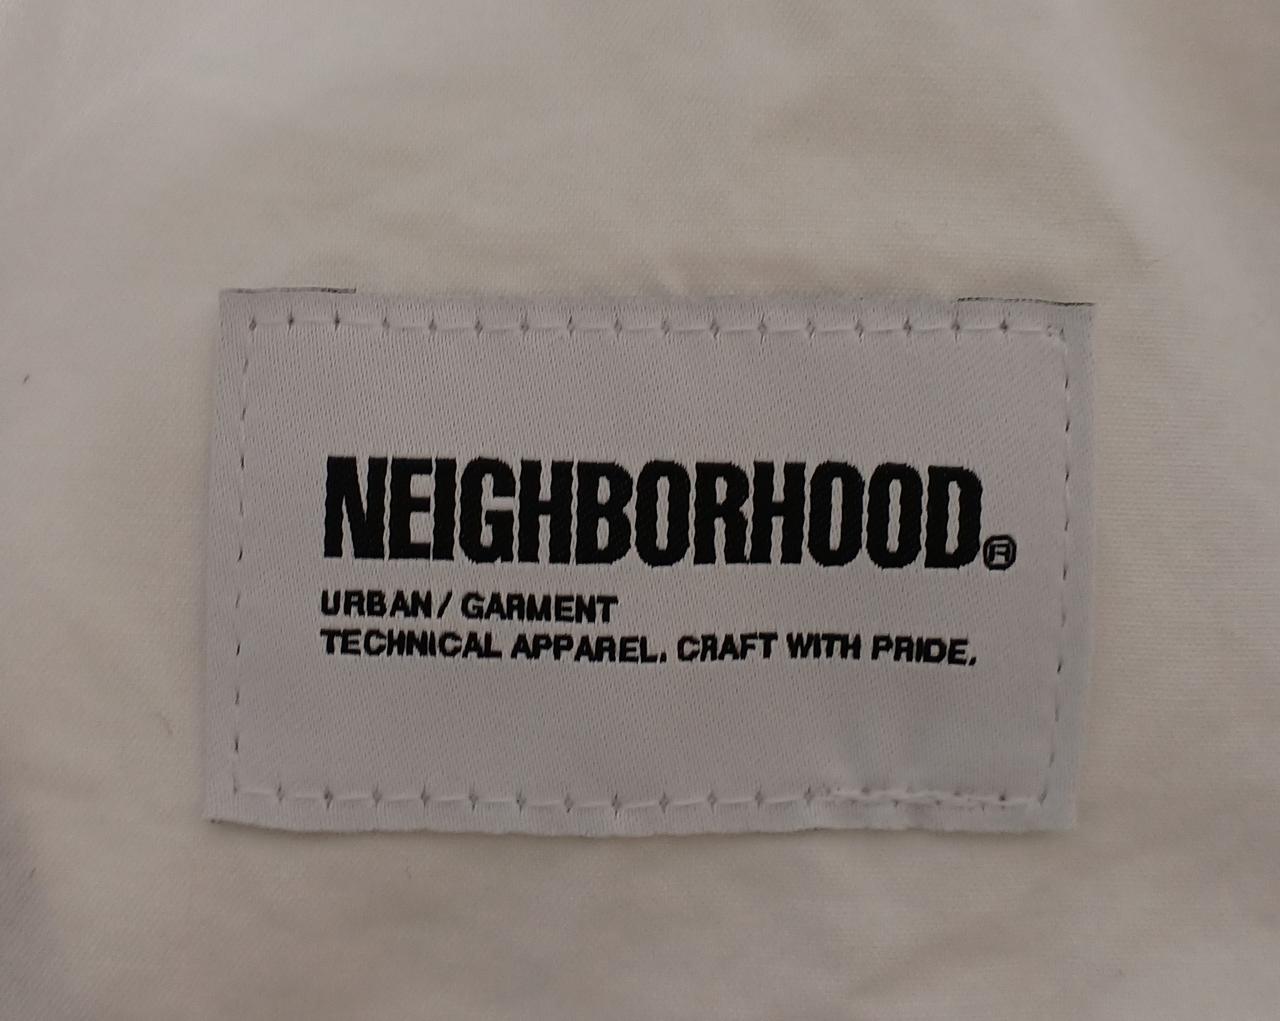 NEIGHBORHOOD®
URBAN/ GARMENT
TECHNICAL APPAREL. CRAFT WITH PRIDE.